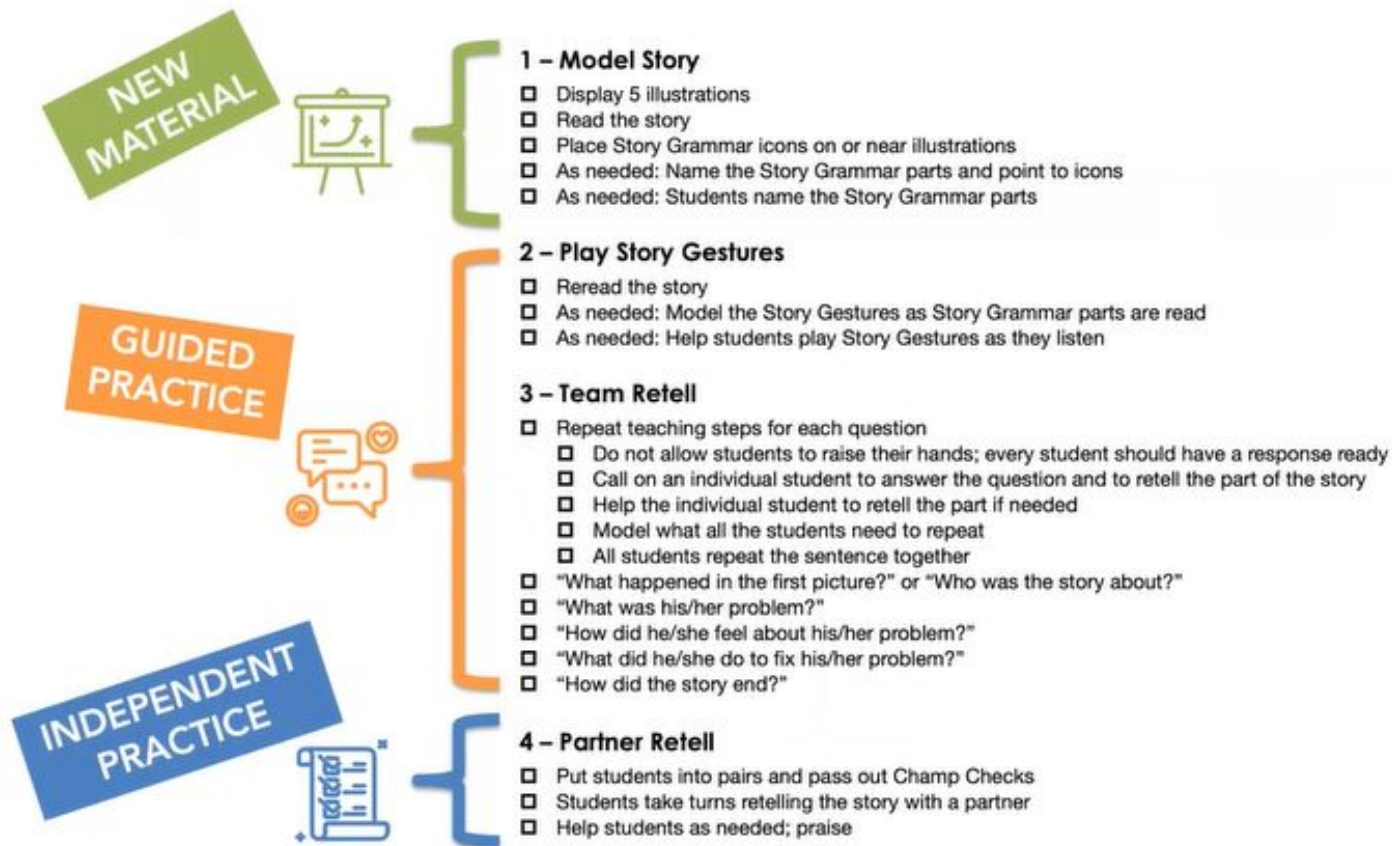 NEW
MATERIAL
1 – Model Story
Display 5 illustrations
Read the story
Place Story Grammar icons on or near illustrations
As needed: Name the Story Grammar parts and point to icons
As needed: Students name the Story Grammar parts
GUIDED
PRACTICE
2 – Play Story Gestures
Reread the story
As needed: Model the Story Gestures as Story Grammar parts are read
As needed: Help students play Story Gestures as they listen
3 – Team Retell
Repeat teaching steps for each question
Do not allow students to raise their hands; every student should have a response ready
Call on an individual student to answer the question and to retell the part of the story
Help the individual student to retell the part if needed
Model what all the students need to repeat
All students repeat the sentence together
“What happened in the first picture?” or “Who was the story about?”
“What was his/her problem?”
“How did he/she feel about his/her problem?”
“What did he/she do to fix his/her problem?”
“How did the story end?”
INDEPENDENT
PRACTICE
4 – Partner Retell
Put students into pairs and pass out Champ Checks
Students take turns retelling the story with a partner
Help students as needed; praise